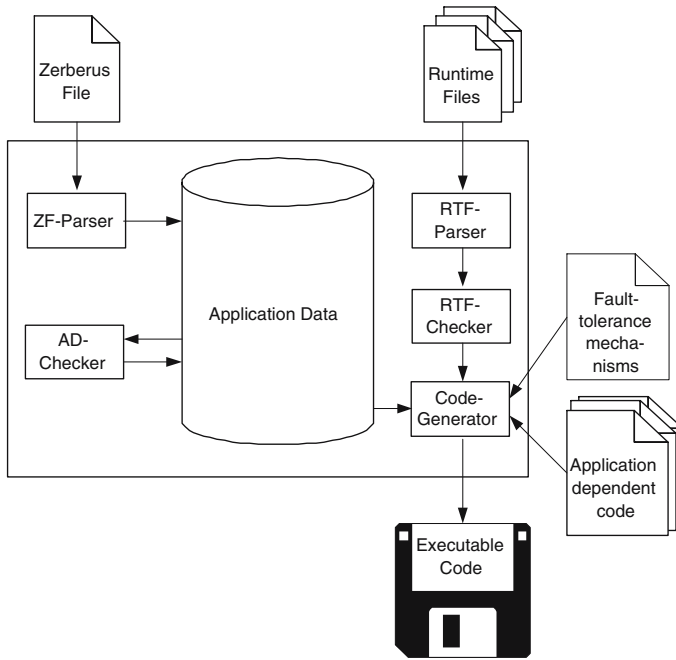 Zerberus
File
Runtime
Files
ZF-Parser
RTF-
Parser
Application Data
AD-
Checker
RTF-
Checker
Code-
Generator
Fault-
tolerance
mecha-
nisms
Application
dependent
code
Executable
Code